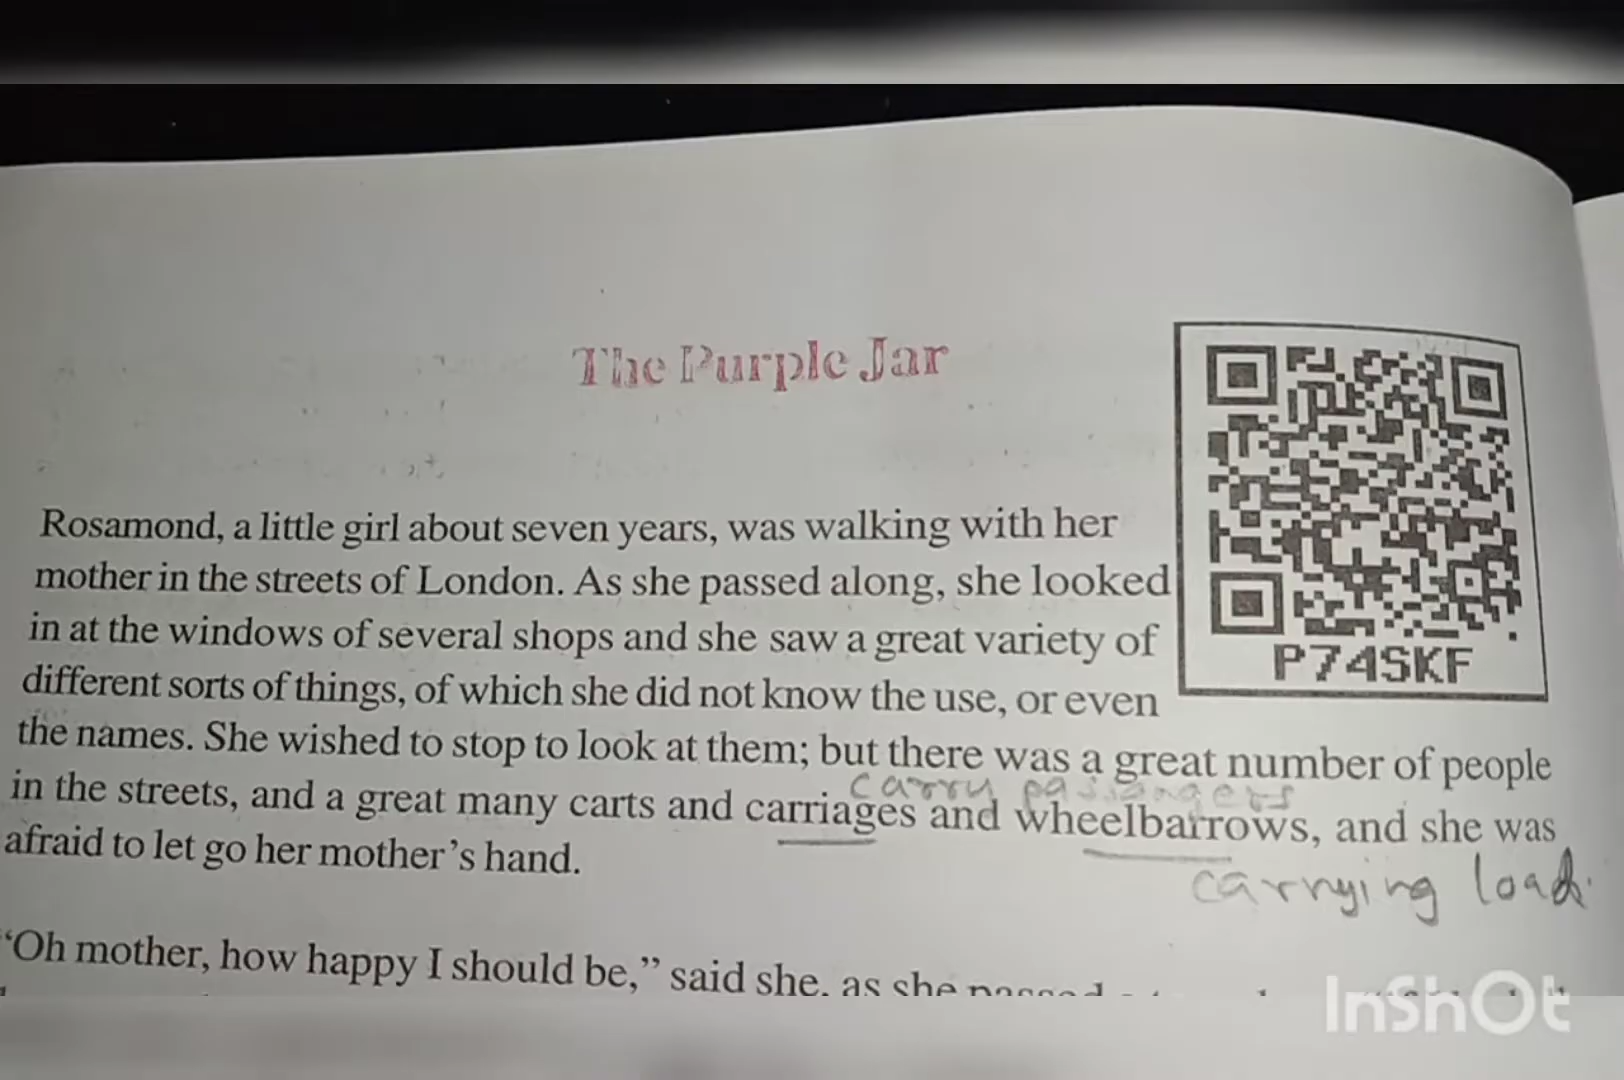 The Purple Jar
P74SKF
Rosamond, a little girl about seven years, was walking with her
mother in the streets of London. As she passed along, she looked
in at the windows of several shops and she saw a great variety of
different sorts of things, of which she did not know the use, or even
the names. She wished to stop to look at them; but there was a great number of people
carry passangers
in the streets, and a great many carts and carriages and wheelbarrows, and she was
carrying load.
afraid to let go her mother's hand.
"Oh mother, how happy I should be," said she, as she passed
InShOt